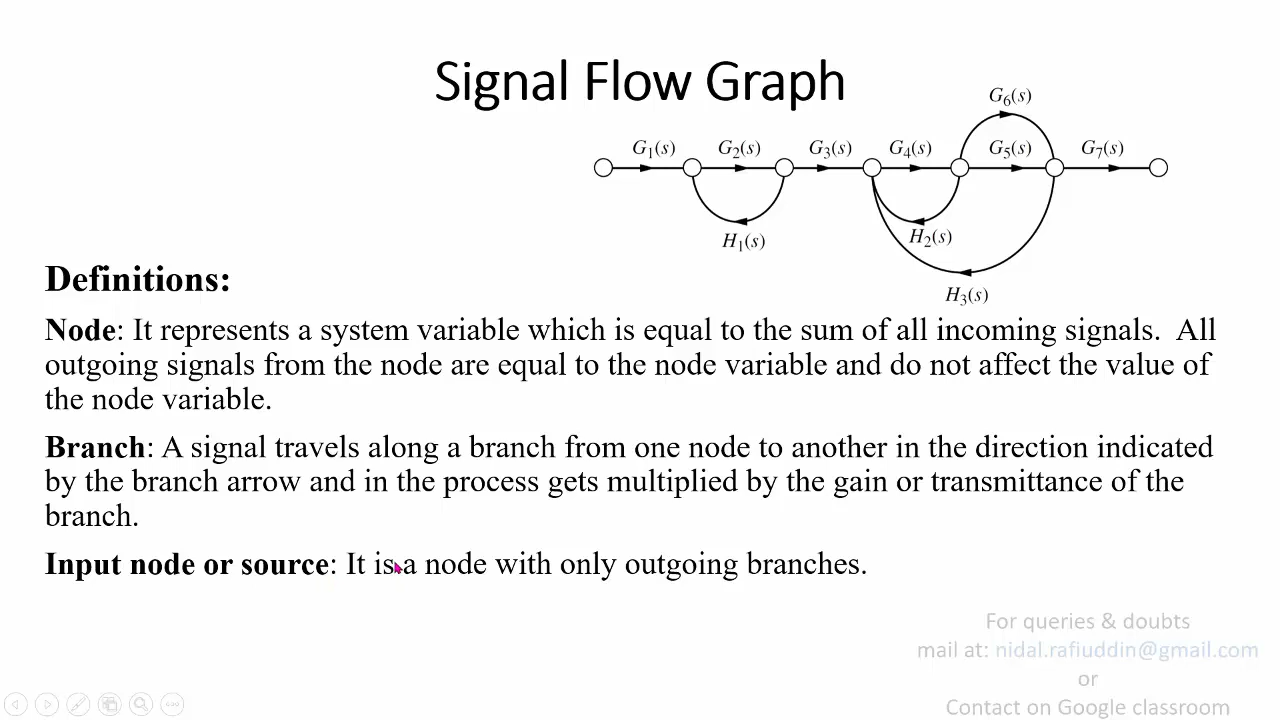 Signal Flow Graph
G6(s)
G1(s) G2(s) G3(s) G4(s) G5(s) G7(s)
H1(s) H2(s)
H3(s)
Definitions:
Node: It represents a system variable which is equal to the sum of all incoming signals. All
outgoing signals from the node are equal to the node variable and do not affect the value of
the node variable.
Branch: A signal travels along a branch from one node to another in the direction indicated
by the branch arrow and in the process gets multiplied by the gain or transmittance of the
branch.
Input node or source: It is a node with only outgoing branches.
For queries & doubts
mail at: nidal.rafiuddin@gmail.com
or
Contact on Google classroom